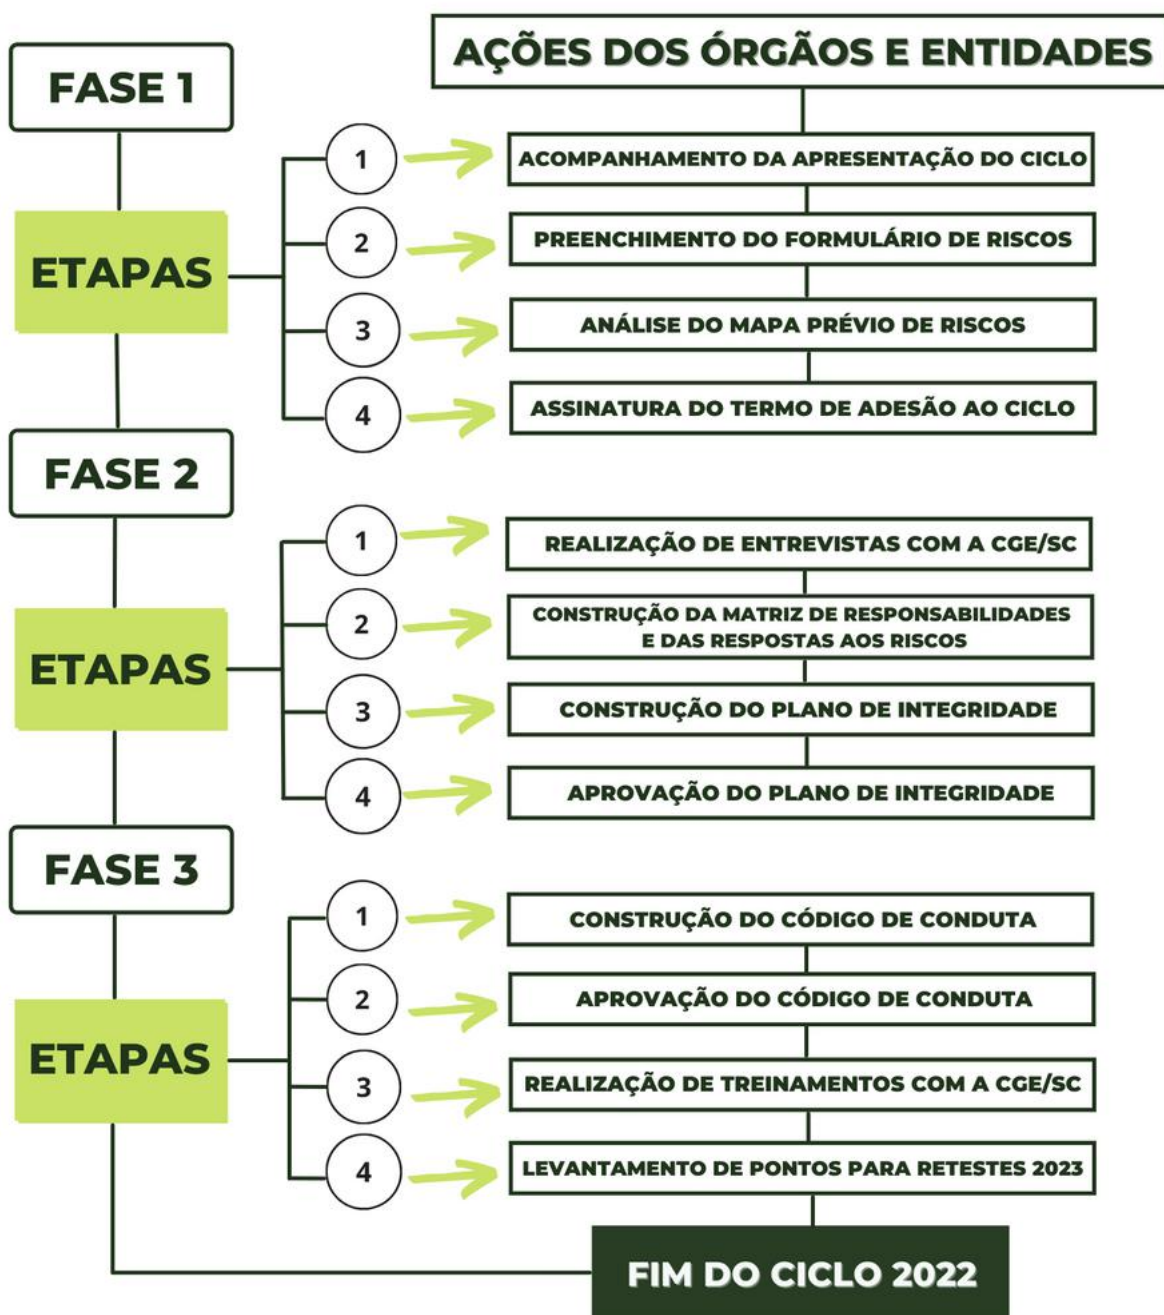 AÇÕES DOS ÓRGÃOS E ENTIDADES
FASE 1
ETAPAS
1
ACOMPANHAMENTO DA APRESENTAÇÃO DO CICLO
2
PREENCHIMENTO DO FORMULÁRIO DE RISCOS
3
ANÁLISE DO MAPA PRÉVIO DE RISCOS
4
ASSINATURA DO TERMO DE ADESÃO AO CICLO
FASE 2
ETAPAS
1
REALIZAÇÃO DE ENTREVISTAS COM A CGE/SC
2
CONSTRUÇÃO DA MATRIZ DE RESPONSABILIDADES
E DAS RESPOSTAS AOS RISCOS
3
CONSTRUÇÃO DO PLANO DE INTEGRIDADE
4
APROVAÇÃO DO PLANO DE INTEGRIDADE
FASE 3
ETAPAS
1
CONSTRUÇÃO DO CÓDIGO DE CONDUTA
2
APROVAÇÃO DO CÓDIGO DE CONDUTA
3
REALIZAÇÃO DE TREINAMENTOS COM A CGE/SC
4
LEVANTAMENTO DE PONTOS PARA RETESTES 2023
FIM DO CICLO 2022